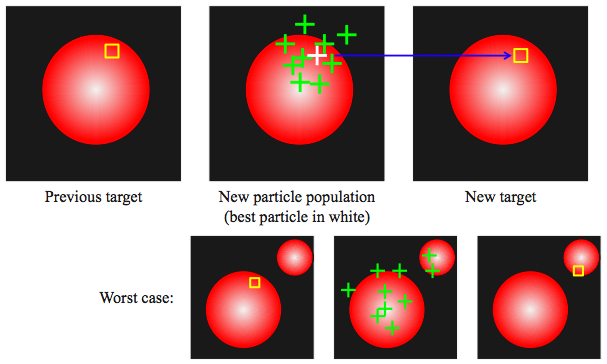 Previous target
New particle population
(best particle in white)
New target
Worst case: